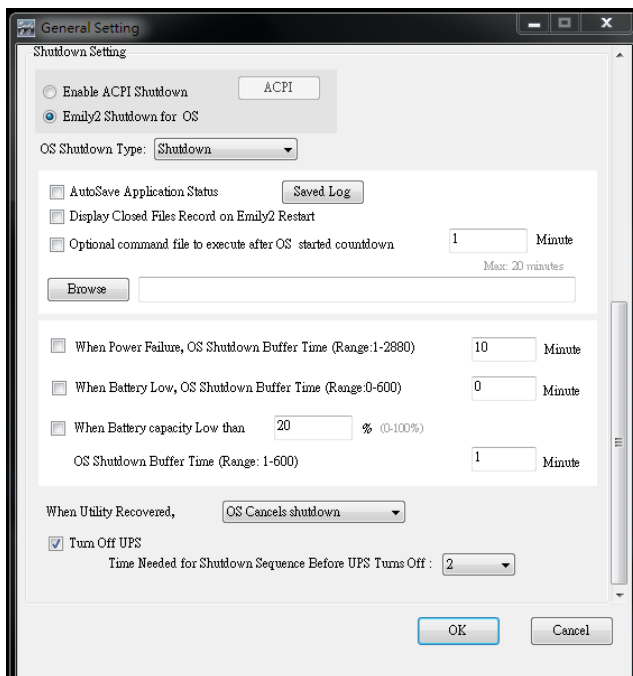 General Setting
Shutdown Setting
Enable ACPI Shutdown ACPI
Emily2 Shutdown for OS
OS Shutdown Type: Shutdown
AutoSave Application Status Saved Log
Display Closed Files Record on Emily2 Restart
Optional command file to execute after OS started countdown 1 Minute
Max: 20 minutes
Browse
When Power Failure, OS Shutdown Buffer Time (Range:1-2880) 10 Minute
When Battery Low, OS Shutdown Buffer Time (Range:0-600) 0 Minute
When Battery capacity Low than 20 % (0-100%)
OS Shutdown Buffer Time (Range: 1-600) 1 Minute
When Utility Recovered, OS Cancels shutdown
Turn Off UPS
Time Needed for Shutdown Sequence Before UPS Turns Off : 2
OK Cancel